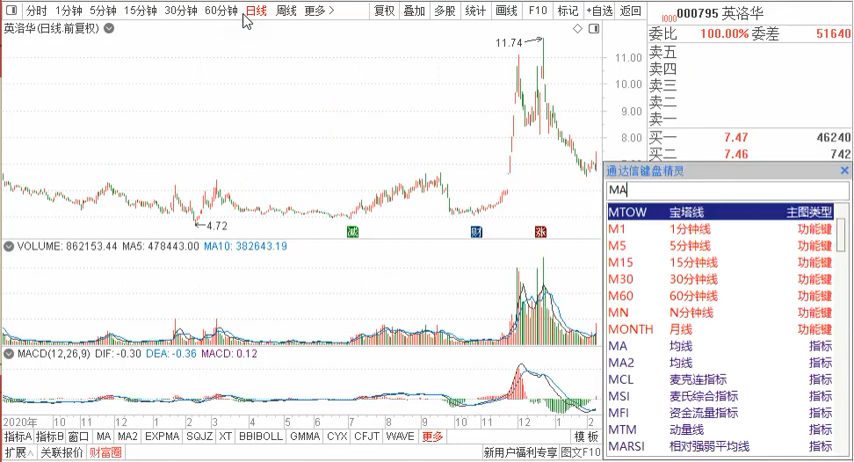 分时 1分钟 5分钟 15分钟 30分钟 60分钟 日线 周线 更多> 复权 叠加 多股 统计 画线 F10 标记 +自选 返回
1000 000795 英洛华
英洛华(日线.前复权)
委比 100.00% 委差 51640
卖五
卖四
卖三
卖二
卖一
买一 7.47 46240
买二 7.46 742
11.74
11.00
10.00
9.00
8.00
4.72
减 财 涨
通达信键盘精灵
MA
MTOW 宝塔线 主图类型
M1 1分钟线 功能键
M5 5分钟线 功能键
M15 15分钟线 功能键
M30 30分钟线 功能键
M60 60分钟线 功能键
MN N分钟线 功能键
MONTH 月线 功能键
MA 均线 指标
MA2 均线 指标
MCL 麦克连指标 指标
MSI 麦氏综合指标 指标
MFI 资金流量指标 指标
MTM 动量线 指标
MARSI 相对强弱平均线 指标
VOLUME: 862153.44 MA5: 478443.00 MA10: 382643.19
MACD(12,26,9) DIF: -0.30 DEA: -0.36 MACD: 0.12
2020年 10 11 12 2 3 4 5 6 7 8 9 10 11 12 1 2
指标A 指标B 窗口 MA MA2 EXPMA SQJZ XT BBIBOLL GMMA CYX CFJT WAVE 更多 模板
扩展∧ 关联报价 财富圈 新用户福利专享 图文F10